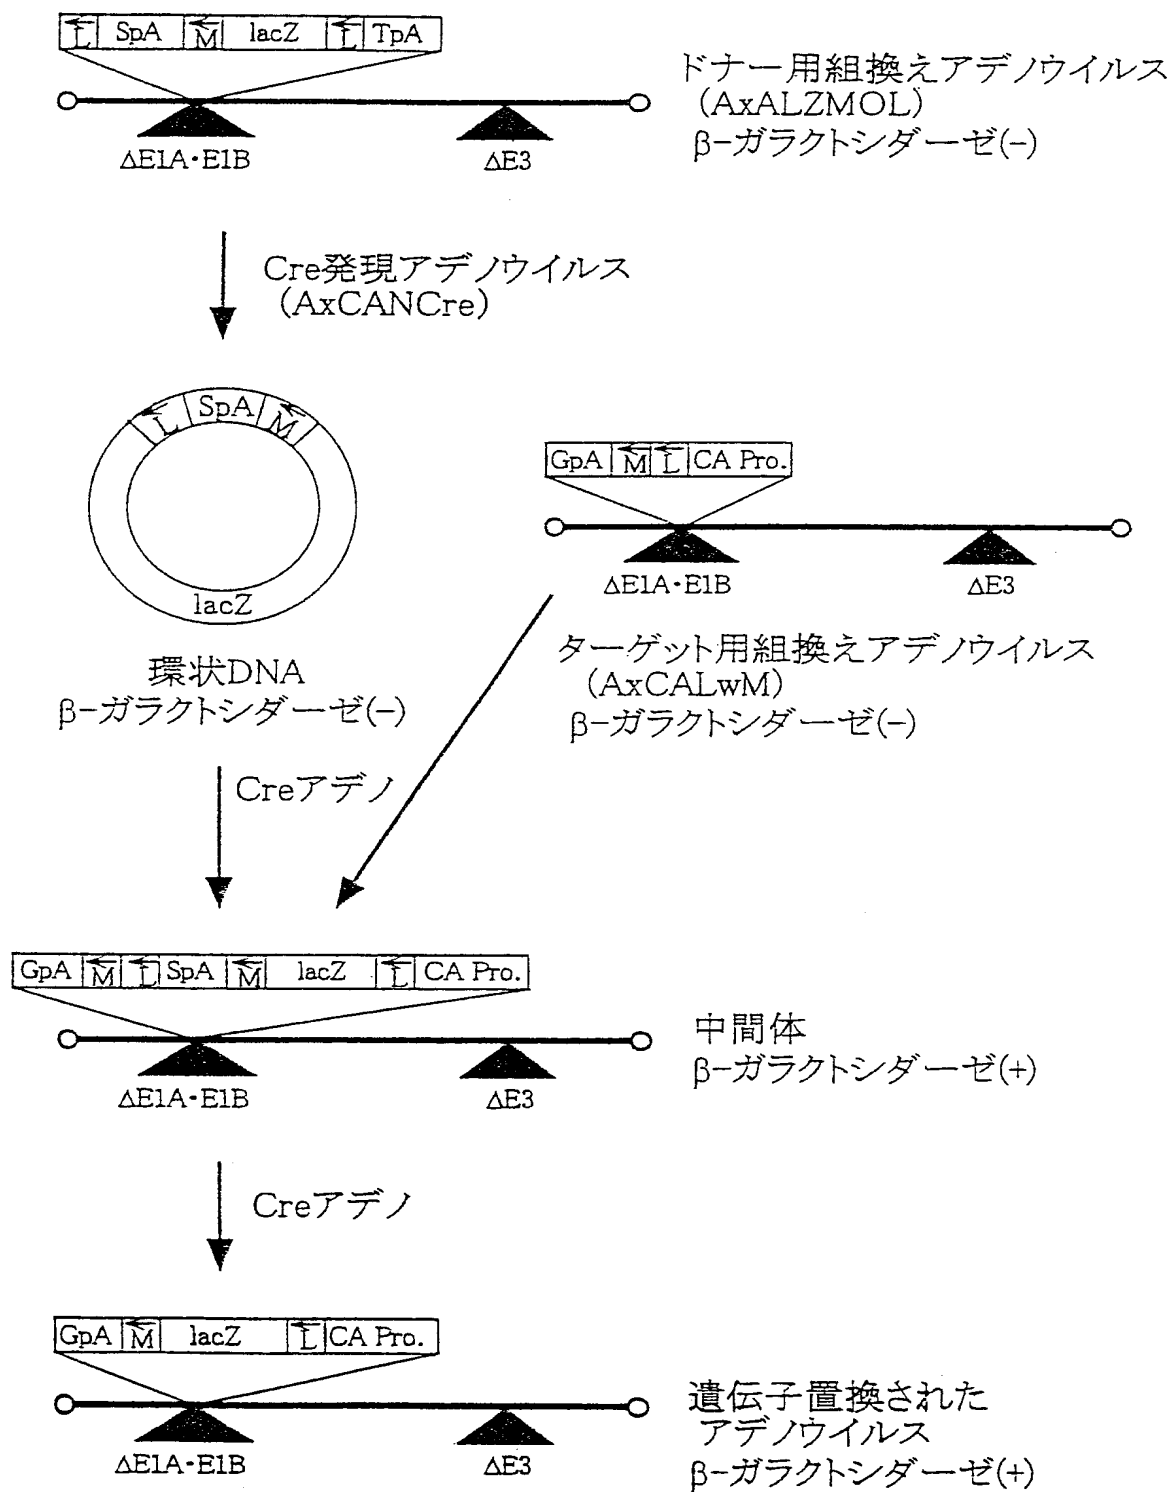 L SpA M lacZ L TpA
ドナー用組換えアデノウイルス
(AxALZMOL)
β-ガラクトシダーゼ(-)
ΔE1A・E1B
ΔE3
Cre発現アデノウイルス
(AxCANCre)
L SpA M
lacZ
環状DNA
β-ガラクトシダーゼ(-)
GpA M L CA Pro.
ΔE1A・E1B
ΔE3
ターゲット用組換えアデノウイルス
(AxCALwM)
β-ガラクトシダーゼ(-)
Creアデノ
GpA M L SpA M lacZ L CA Pro.
中間体
β-ガラクトシダーゼ(+)
ΔE1A・E1B
ΔE3
Creアデノ
GpA M lacZ L CA Pro.
遺伝子置換された
アデノウイルス
β-ガラクトシダーゼ(+)
ΔE1A・E1B
ΔE3